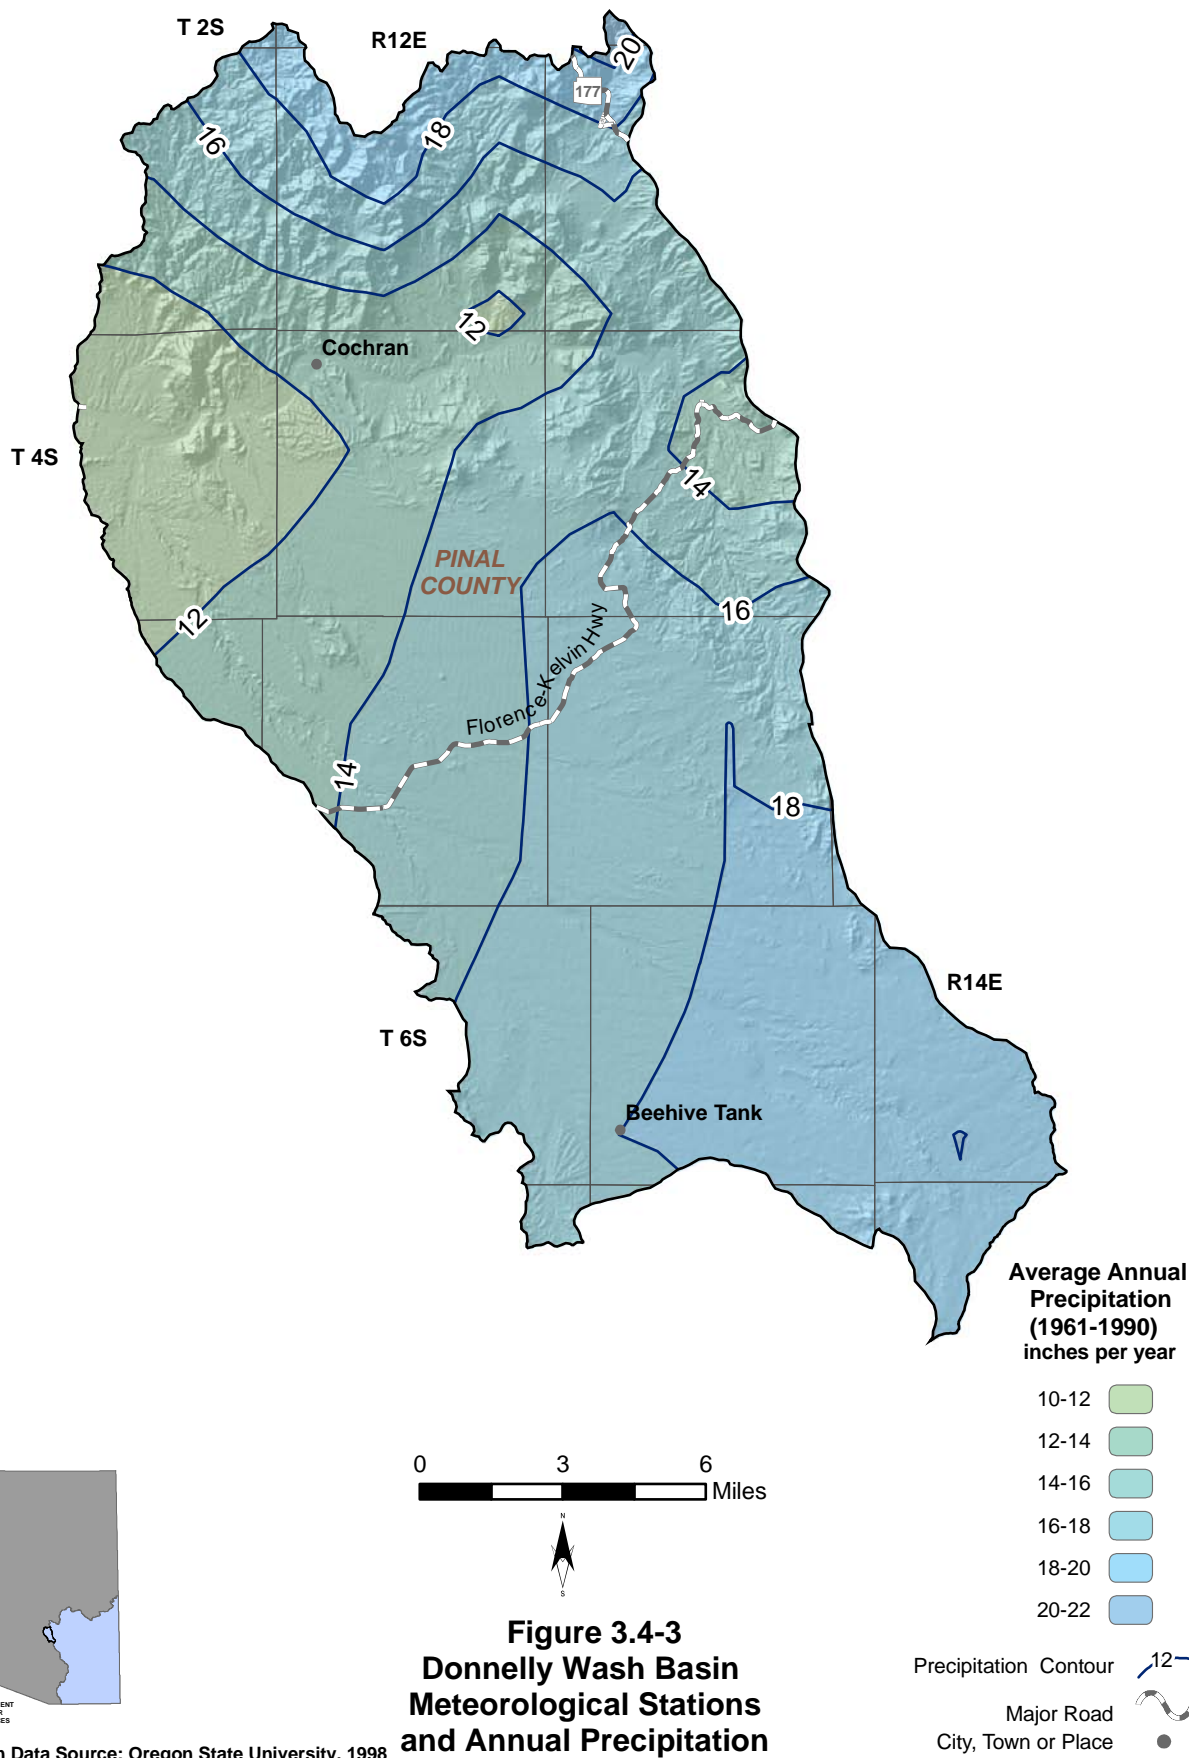 T 2S
R12E
20
177
18
16
12
Cochran
T 4S
14
PINAL
COUNTY
12
16
Florence-Kelvin Hwy
14
18
R14E
T 6S
Beehive Tank
Average Annual
Precipitation
(1961-1990)
inches per year
10-12
12-14
14-16
16-18
18-20
20-22
0 3 6
Miles
N
S
Figure 3.4-3
Donnelly Wash Basin
Meteorological Stations
and Annual Precipitation
Precipitation Contour 12
Major Road
City, Town or Place
Data Source: Oregon State University, 1998